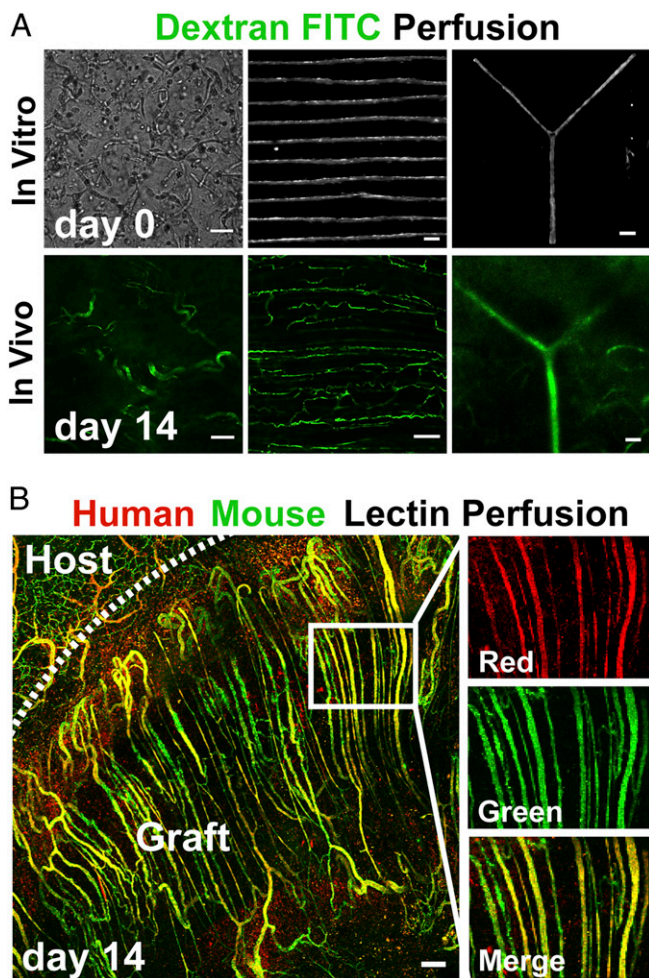 A
Dextran FITC Perfusion
In Vitro
day 0
In Vivo
day 14
B
Human Mouse Lectin Perfusion
Host
Graft
day 14
Red
Green
Merge